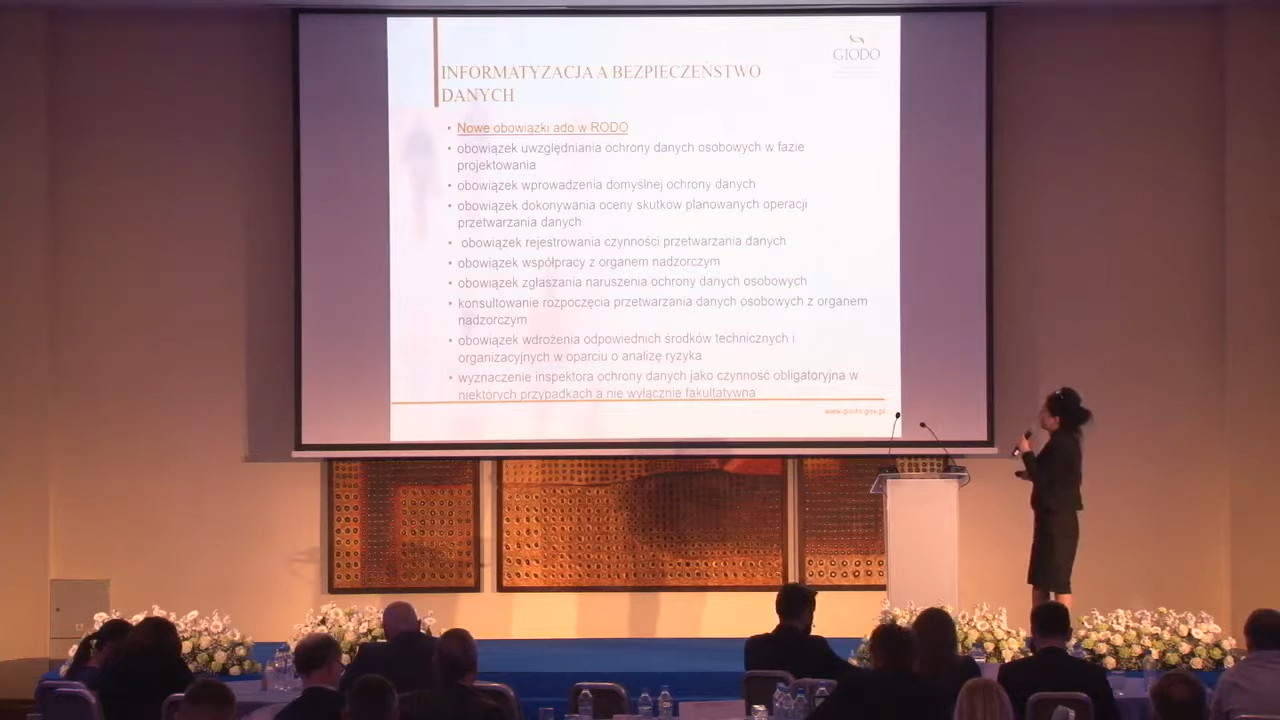 GIODO
INFORMATYZACJA A BEZPIECZEŃSTWO
DANYCH
• Nowe obowiązki ado w RODO
• obowiązek uwzględniania ochrony danych osobowych w fazie
projektowania
• obowiązek wprowadzenia domyślnej ochrony danych
• obowiązek dokonywania oceny skutków planowanych operacji
przetwarzania danych
• obowiązek rejestrowania czynności przetwarzania danych
• obowiązek współpracy z organem nadzorczym
• obowiązek zgłaszania naruszenia ochrony danych osobowych
• konsultowanie rozpoczęcia przetwarzania danych osobowych z organem
nadzorczym
• obowiązek wdrożenia odpowiednich środków technicznych i
organizacyjnych w oparciu o analizę ryzyka
• wyznaczenie inspektora ochrony danych jako czynność obligatoryjna w
niektórych przypadkach a nie wyłącznie fakultatywna
www.giodo.gov.pl